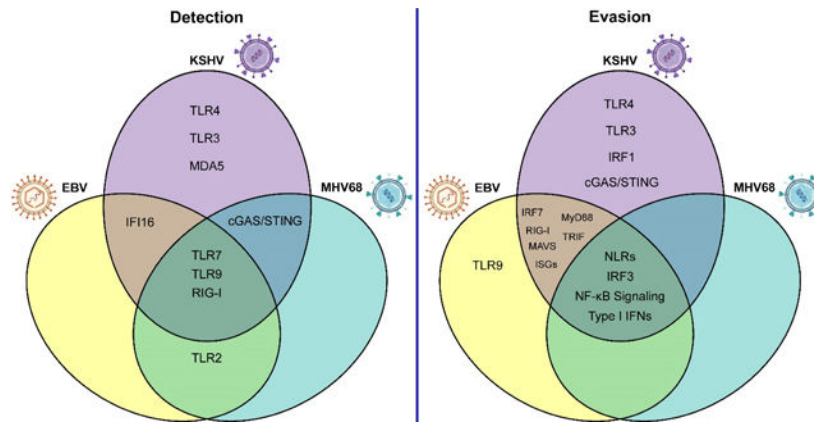 Detection
KSHV
TLR4
TLR3
MDA5
EBV
MHV68
IFI16
cGAS/STING
TLR7
TLR9
RIG-I
TLR2
Evasion
KSHV
TLR4
TLR3
IRF1
cGAS/STING
EBV
MHV68
IRF7
MyD88
RIG-I
TRIF
MAVS
ISGs
TLR9
NLRs
IRF3
NF-κB Signaling
Type I IFNs